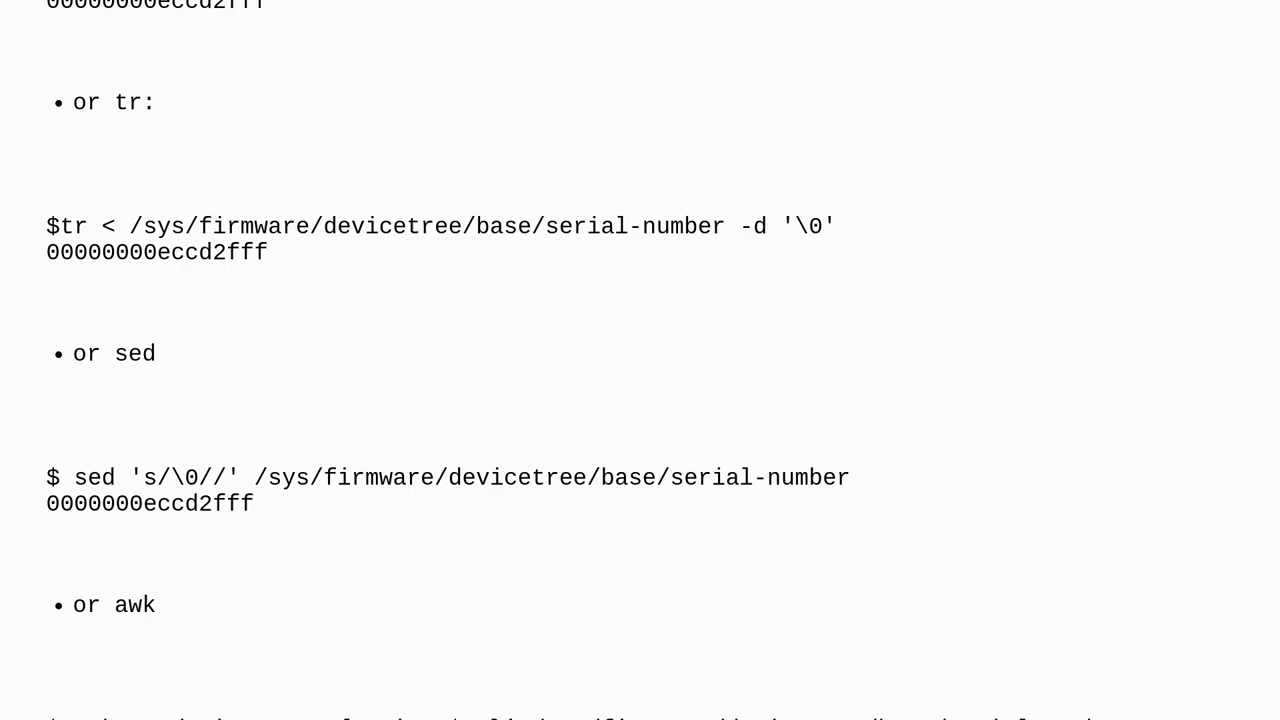 00000000eccd2fff
• or tr:
$tr < /sys/firmware/devicetree/base/serial-number -d '\0'
00000000eccd2fff
• or sed
$ sed 's/\0//' /sys/firmware/devicetree/base/serial-number
0000000eccd2fff
• or awk